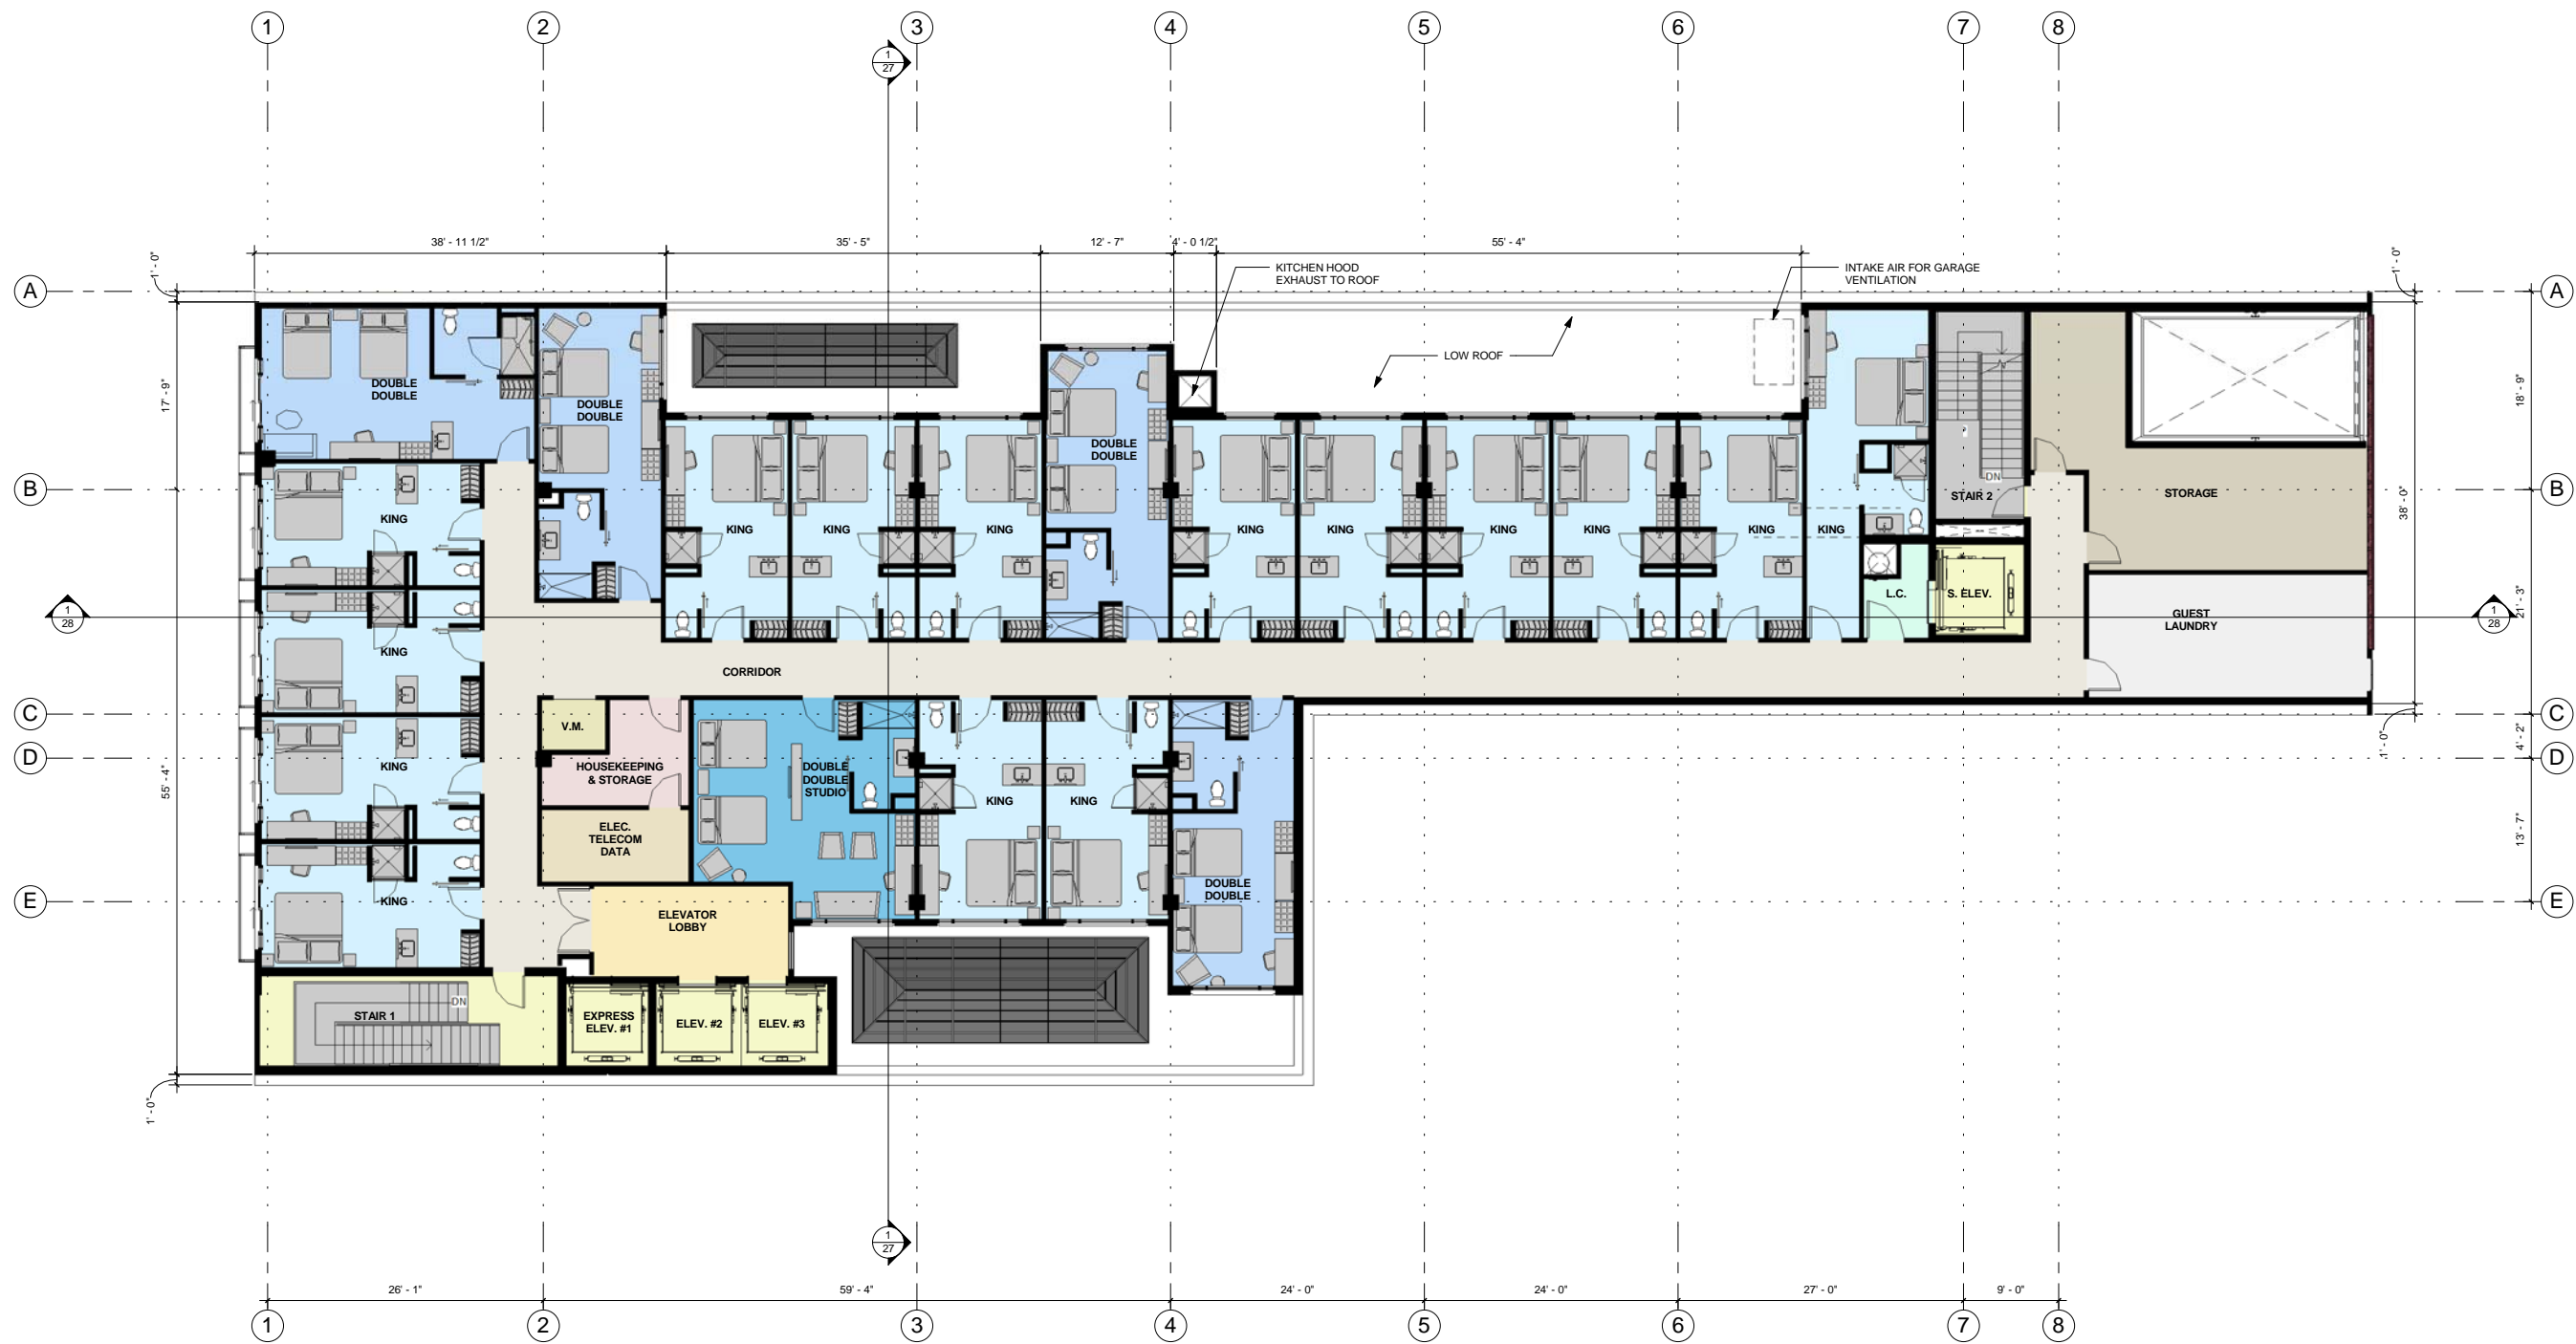 1 2 3 4 5 6 7 8
1
27
38' - 11 1/2" 35' - 5" 12' - 7" 4' - 0 1/2" 55' - 4"
1' - 0"
1' - 0"
KITCHEN HOOD
EXHAUST TO ROOF
INTAKE AIR FOR GARAGE
VENTILATION
A A
LOW ROOF
17' - 9"
18' - 9"
DOUBLE
DOUBLE
DOUBLE
DOUBLE
DOUBLE
DOUBLE
B B
DN
STAIR 2
STORAGE
38' - 0"
KING
KING
KING
KING
KING
KING
KING
KING
KING
KING
L.C.
S. ELEV.
21' - 3"
1
28
1
28
GUEST
LAUNDRY
KING
CORRIDOR
C C
V.M.
4' - 2"
1' - 0"
D D
KING
HOUSEKEEPING
& STORAGE
DOUBLE
DOUBLE
STUDIO
55' - 4"
KING
KING
ELEC.
TELECOM
DATA
13' - 7"
DOUBLE
DOUBLE
E E
KING
ELEVATOR
LOBBY
DN
STAIR 1
EXPRESS
ELEV. #1
ELEV. #2
ELEV. #3
1' - 0"
1
27
26' - 1" 59' - 4" 24' - 0" 24' - 0" 27' - 0" 9' - 0"
1 2 3 4 5 6 7 8